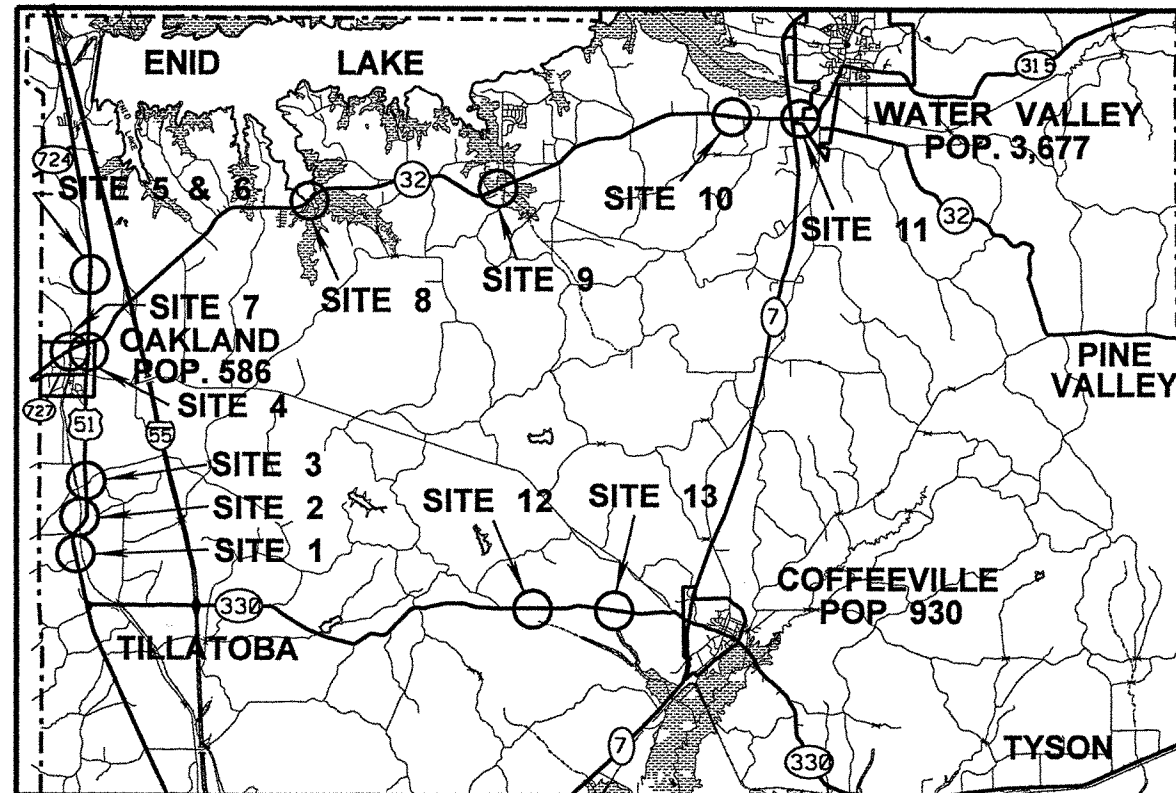 ENID LAKE
315
WATER VALLEY
POP. 3,677
724
SITE 5 & 6
32
SITE 10
SITE 11
32
SITE 9
SITE 8
SITE 7
7
OAKLAND
POP. 586
PINE
VALLEY
SITE 4
727
51
55
SITE 3
SITE 12
SITE 13
SITE 2
SITE 1
COFFEEVILLE
POP. 930
330
TILLATOBA
7
TYSON
330